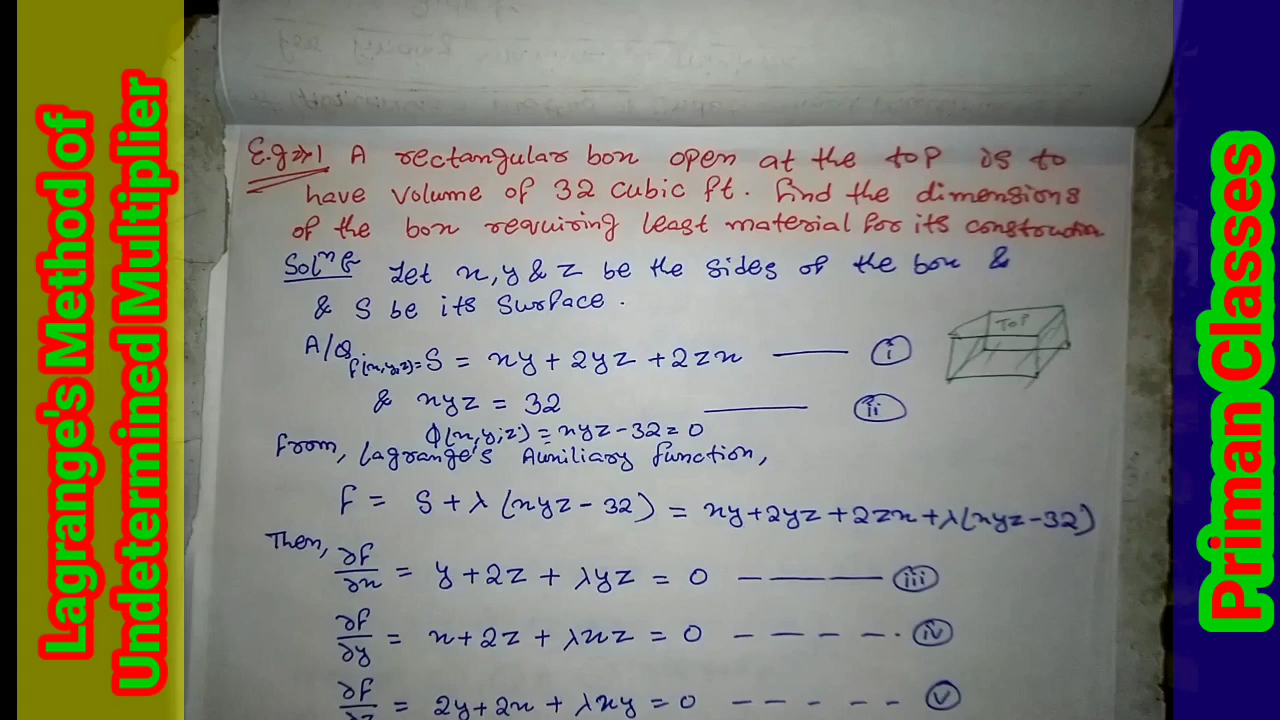 Lagrange's Method of
Undetermined Multiplier
E.g⇒1 A rectangular box open at the top is to
have volume of 32 cubic ft. Find the dimensions
of the box requiring least material for its construction
Solⁿ:- Let x, y & z be the sides of the box &
& S be its Surface.
TOP
A/Q
f(x,y,z)= S = xy + 2yz + 2zx ——— (i)
& xyz = 32 ——— (ii)
ϕ(x,y,z) = xyz - 32 = 0
From, Lagrange's Auxiliary function,
F = S + λ (xyz - 32) = xy + 2yz + 2zx + λ(xyz - 32)
Then,
∂F/∂x = y + 2z + λyz = 0 - — — — (iii)
∂F/∂y = x + 2z + λxz = 0 - — - - — . (iv)
∂F/∂z = 2y + 2x + λxy = 0 - - - - - (v)
Priman Classes